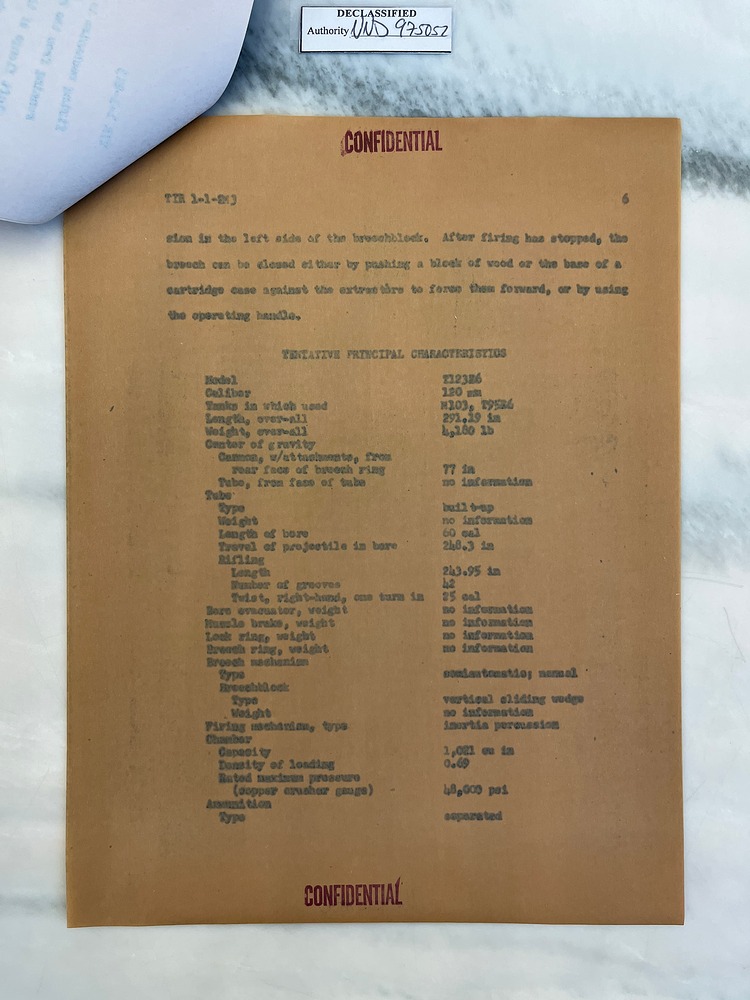 DECLASSIFIED
Authority NND 975057
CONFIDENTIAL
TTR 1-1-2M3 6
sion in the left side of the breechblock. After firing has stopped, the
breech can be closed either by pushing a block of wood or the base of a
cartridge case against the extractors to force them forward, or by using
the operating handle.
TENTATIVE PRINCIPAL CHARACTERISTICS
Model T123E6
Caliber 120 mm
Tanks in which used M103, T95E6
Length, over-all 291.19 in
Weight, over-all 4,180 lb
Center of gravity
Cannon, w/attachments, from
rear face of breech ring 77 in
Tube, from face of tube no information
Tube
Type built-up
Weight no information
Length of bore 60 cal
Travel of projectile in bore 248.3 in
Rifling
Length 243.95 in
Number of grooves 42
Twist, right-hand, one turn in 25 cal
Bore evacuator, weight no information
Muzzle brake, weight no information
Lock ring, weight no information
Breech ring, weight no information
Breech mechanism
Type semiautomatic; manual
Breechblock
Type vertical sliding wedge
Weight no information
Firing mechanism, type inertia percussion
Chamber
Capacity 1,021 cu in
Density of loading 0.69
Rated maximum pressure
(copper crusher gauge) 48,000 psi
Ammunition
Type separated
CONFIDENTIAL